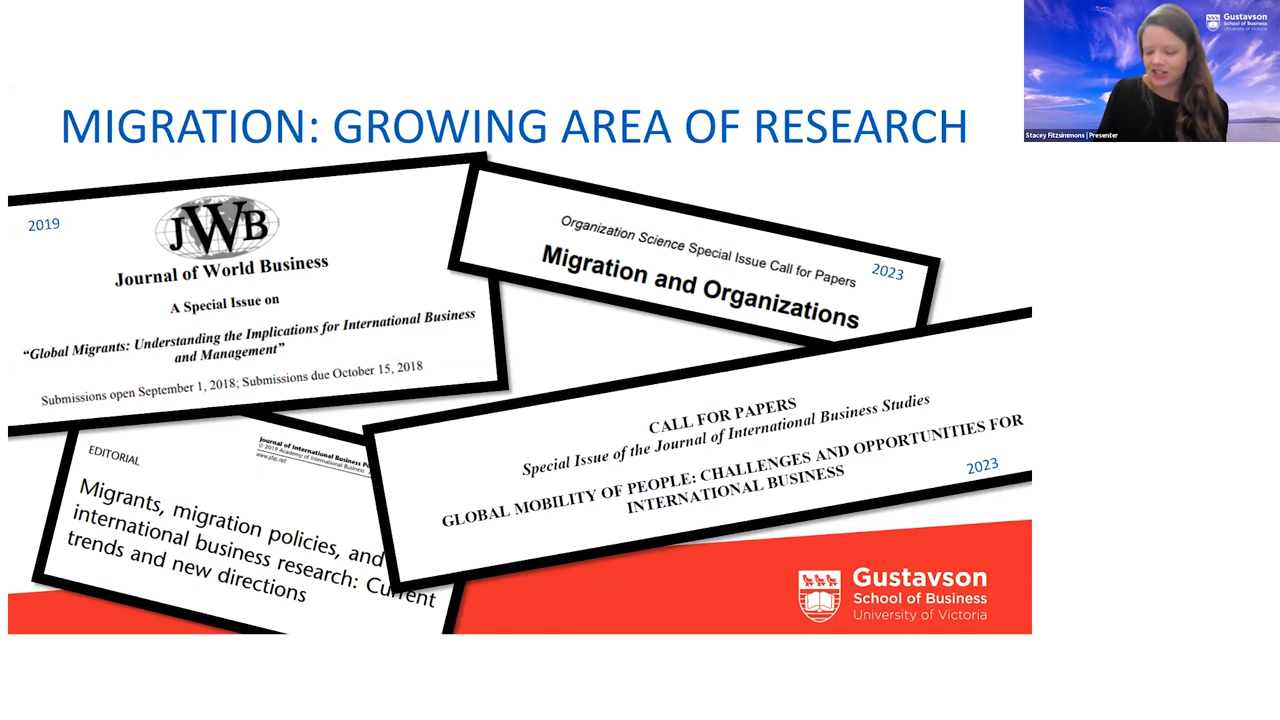 MIGRATION: GROWING AREA OF RESEARCH
2019
JWB
Journal of World Business
A Special Issue on
“Global Migrants: Understanding the Implications for International Business
and Management”
Submissions open September 1, 2018; Submissions due October 15, 2018
Organization Science Special Issue Call for Papers
2023
Migration and Organizations
EDITORIAL
Journal of International Business
© 2019 Academy of International Business
www.jibp.net
Migrants, migration policies, and
international business research: Current
trends and new directions
CALL FOR PAPERS
Special Issue of the Journal of International Business Studies
GLOBAL MOBILITY OF PEOPLE: CHALLENGES AND OPPORTUNITIES FOR
INTERNATIONAL BUSINESS
2023
Gustavson
School of Business
University of Victoria
Gustavson
School of Business
University of Victoria
Stacey Fitzsimmons | Presenter